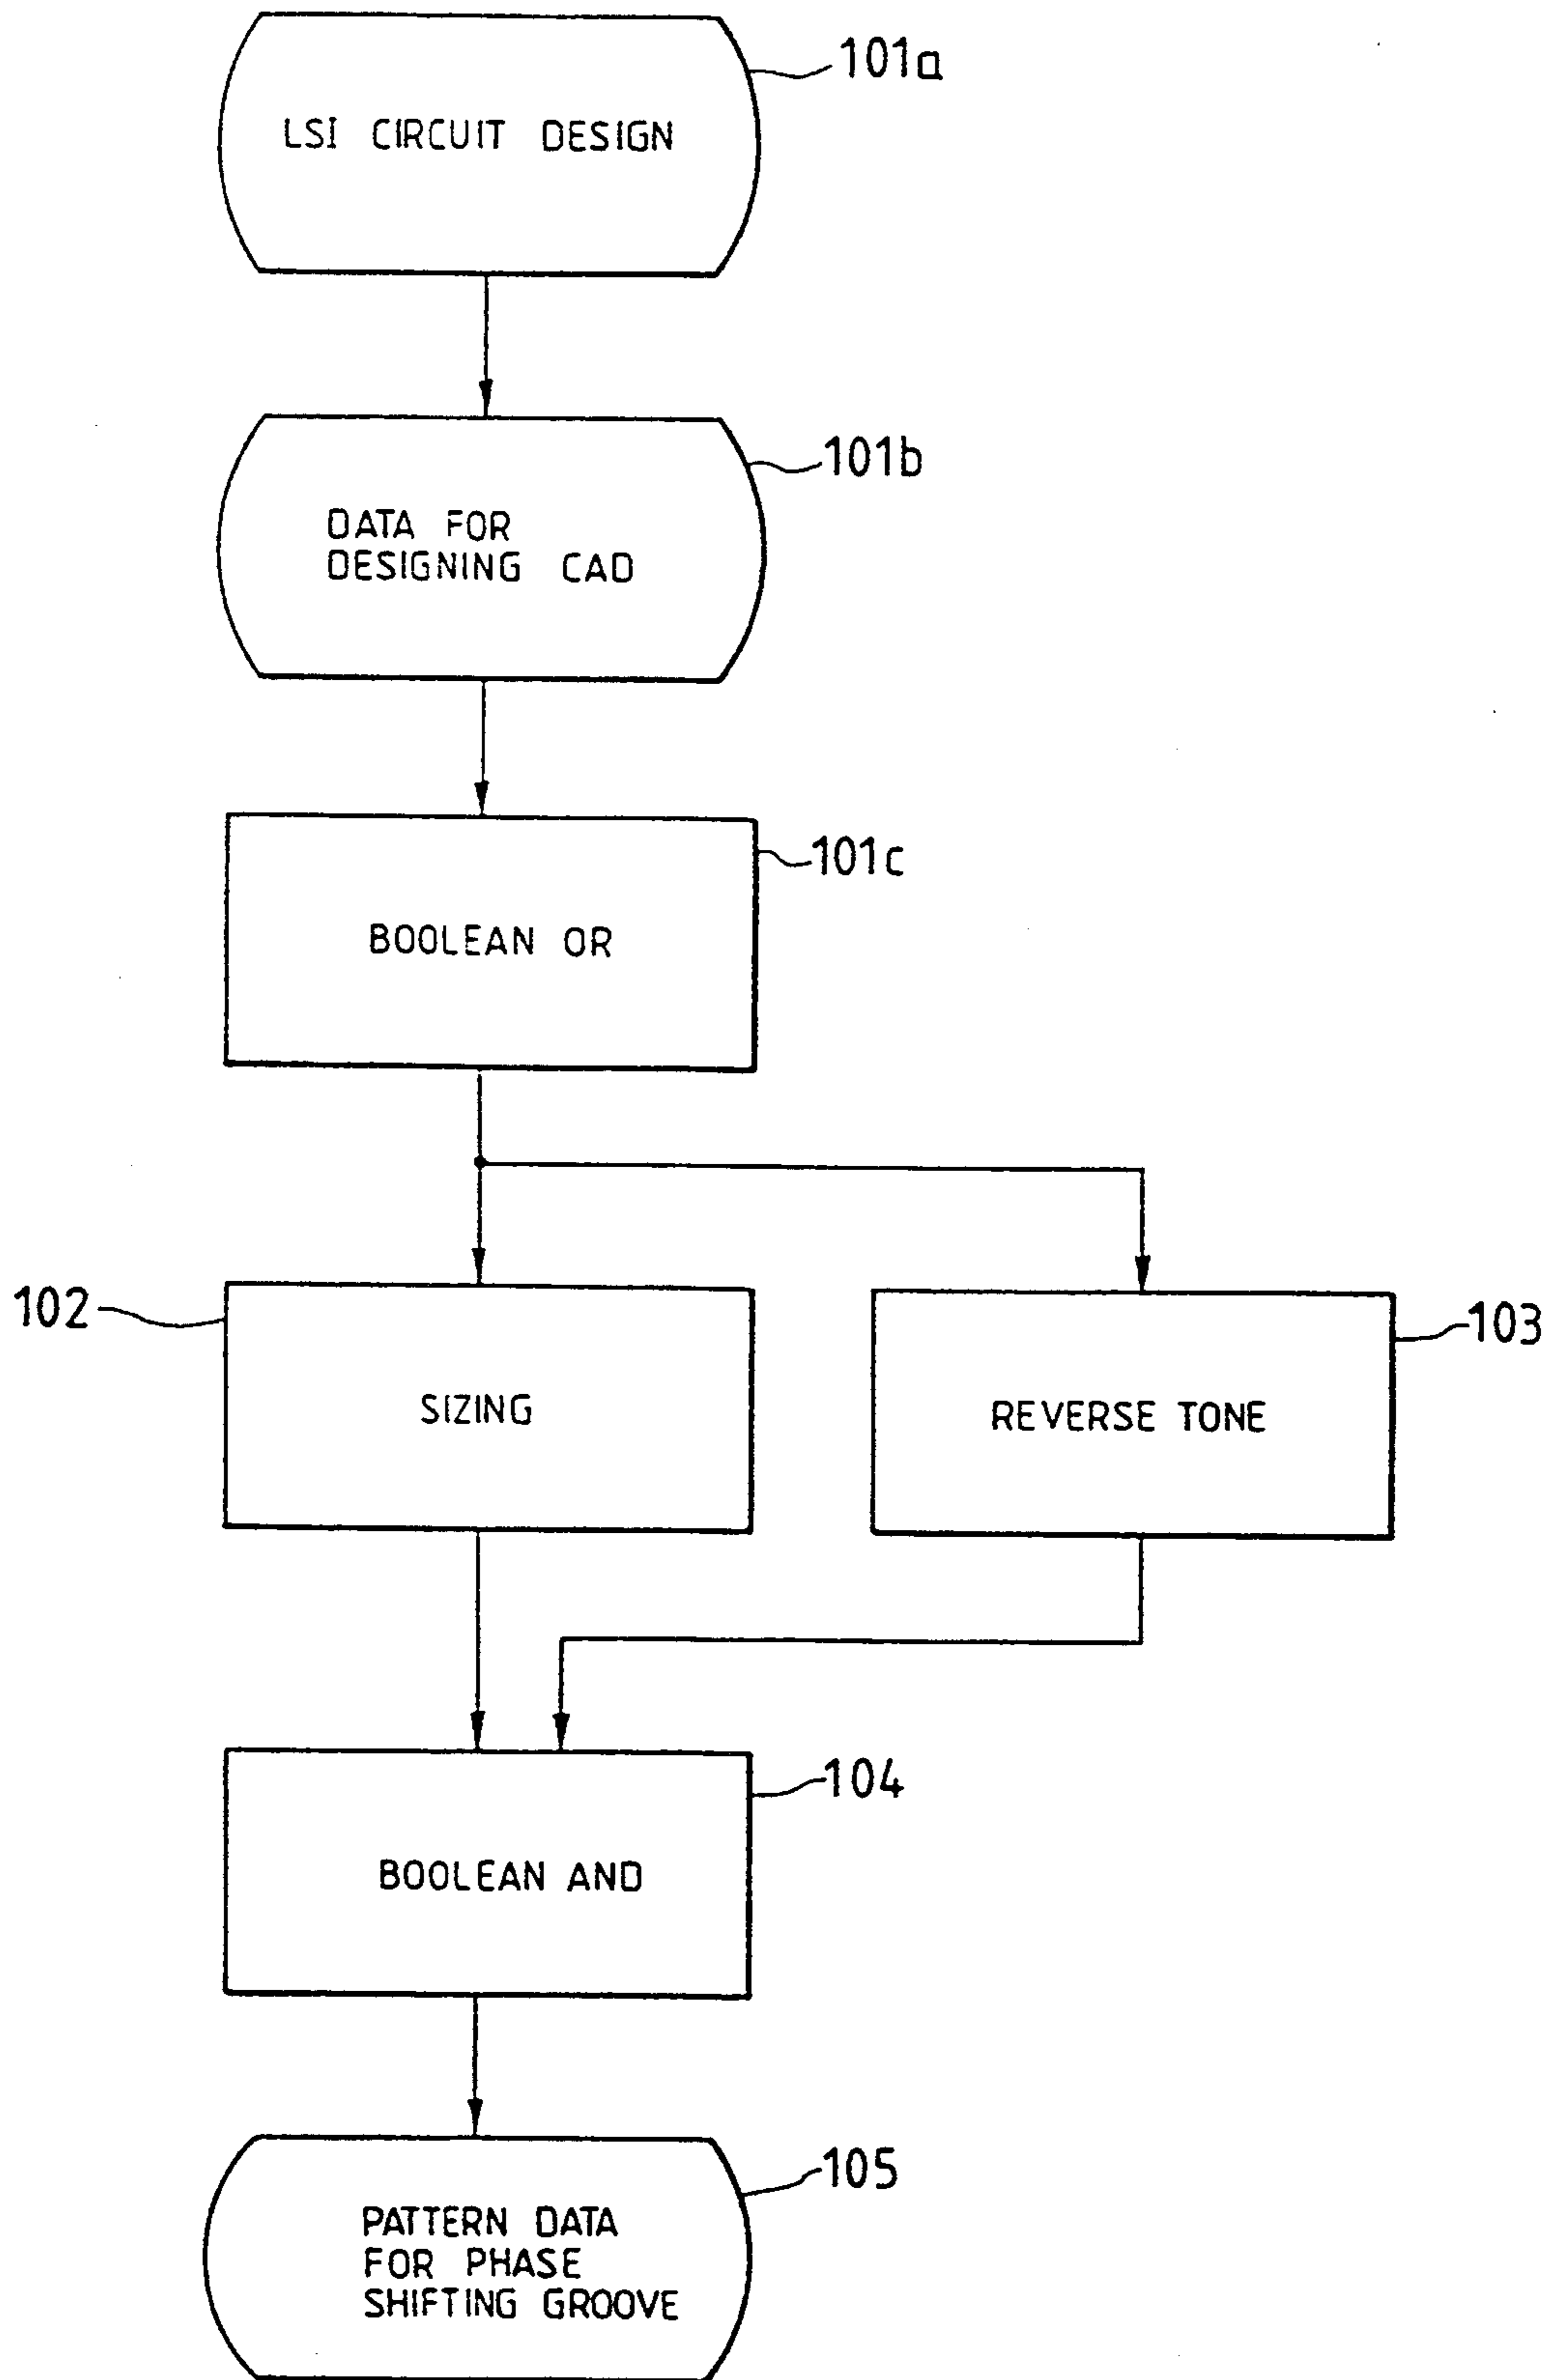 101a
LSI CIRCUIT DESIGN
101b
DATA FOR
DESIGNING CAD
101c
BOOLEAN OR
102
SIZING
103
REVERSE TONE
104
BOOLEAN AND
105
PATTERN DATA
FOR PHASE
SHIFTING GROOVE